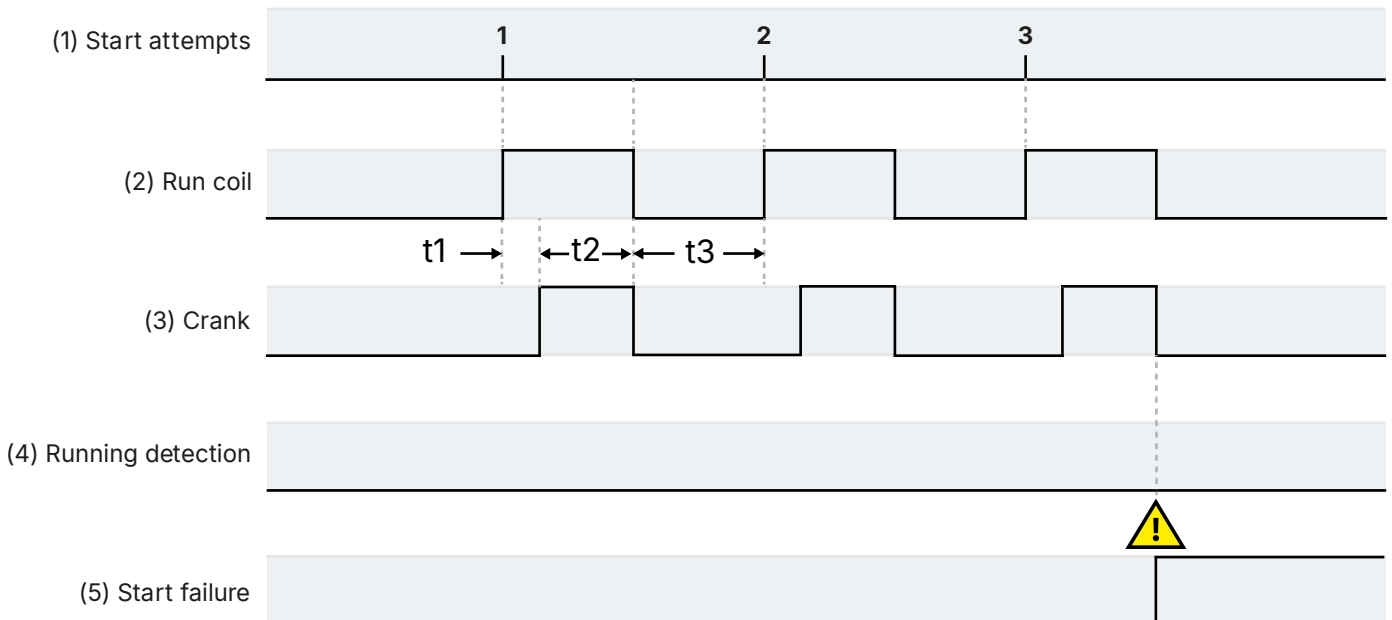 (1) Start attempts
1
2
3
(2) Run coil
t1
t2
t3
(3) Crank
(4) Running detection
!
(5) Start failure